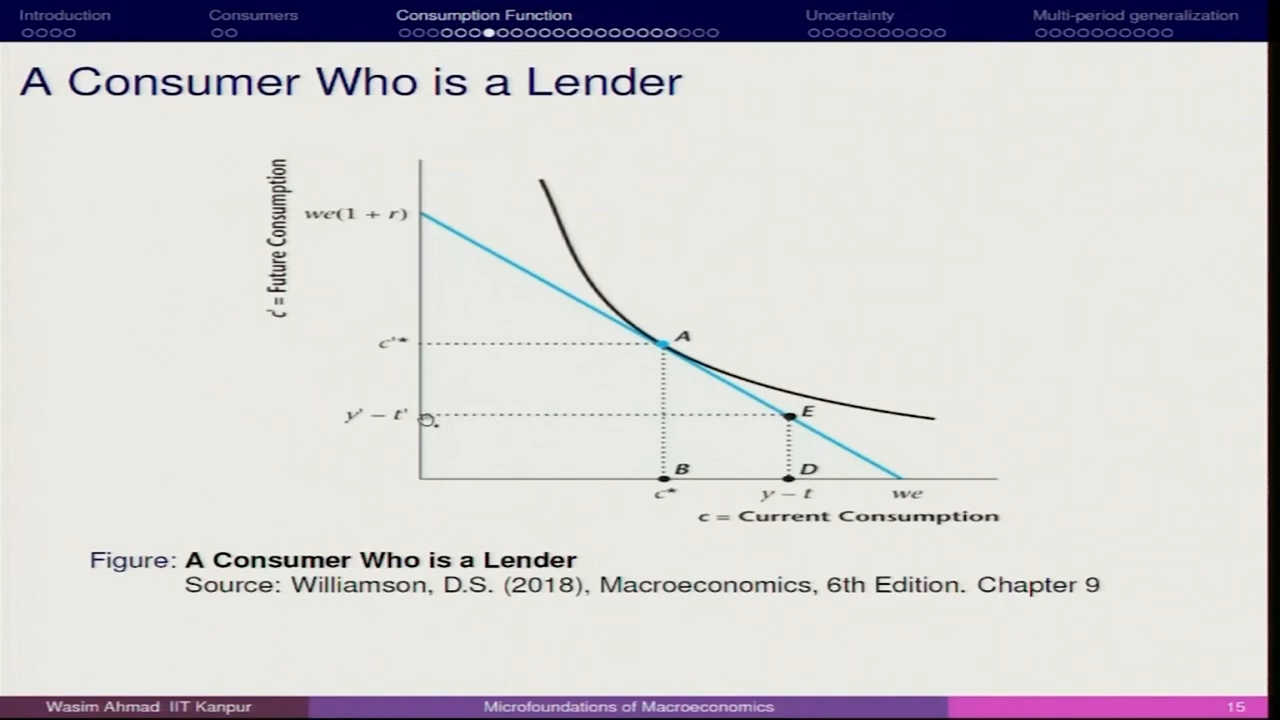 Introduction
Consumers
Consumption Function
Uncertainty
Multi-period generalization
A Consumer Who is a Lender
c' = Future Consumption
we(1 + r)
A
c'*
E
y' − t'
B
D
c*
y − t
we
c = Current Consumption
Figure: A Consumer Who is a Lender
Source: Williamson, D.S. (2018), Macroeconomics, 6th Edition. Chapter 9
Wasim Ahmad IIT Kanpur
Microfoundations of Macroeconomics
15